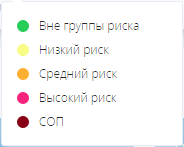 Вне группы риска
Низкий риск
Средний риск
Высокий риск
СОП